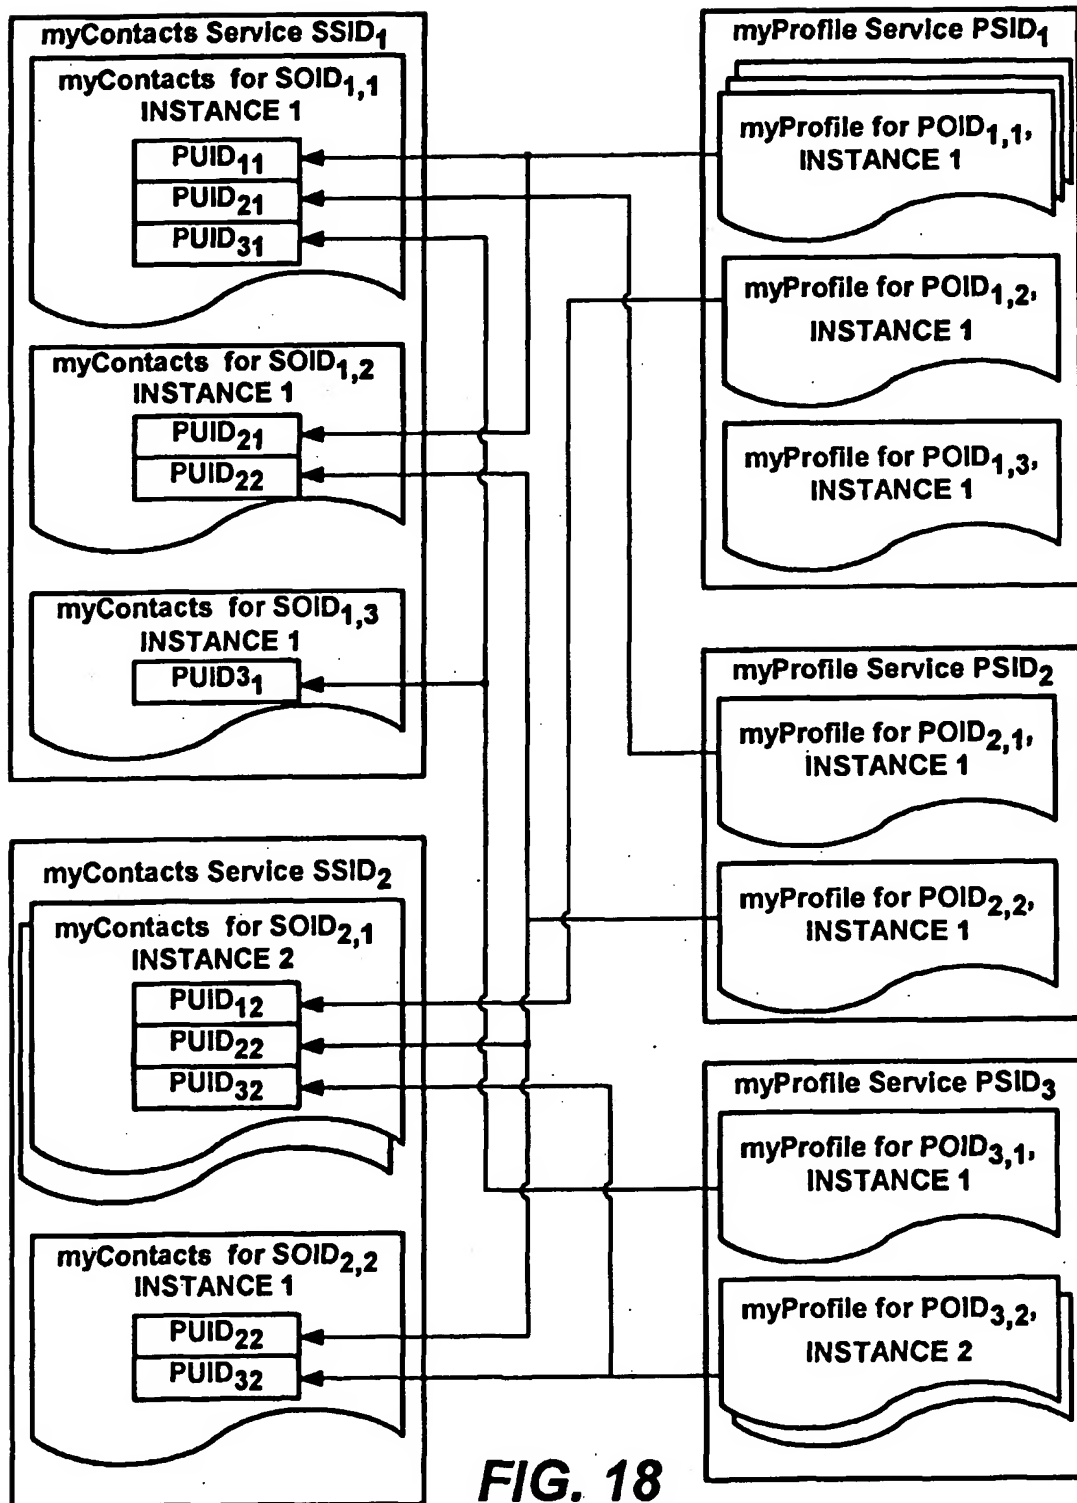 myContacts Service SSID1
myContacts for SOID1,1
INSTANCE 1
PUID11
PUID21
PUID31
myContacts for SOID1,2
INSTANCE 1
PUID21
PUID22
myContacts for SOID1,3
INSTANCE 1
PUID31
myContacts Service SSID2
myContacts for SOID2,1
INSTANCE 2
PUID12
PUID22
PUID32
myContacts for SOID2,2
INSTANCE 1
PUID22
PUID32
myProfile Service PSID1
myProfile for POID1,1,
INSTANCE 1
myProfile for POID1,2,
INSTANCE 1
myProfile for POID1,3,
INSTANCE 1
myProfile Service PSID2
myProfile for POID2,1,
INSTANCE 1
myProfile for POID2,2,
INSTANCE 1
myProfile Service PSID3
myProfile for POID3,1,
INSTANCE 1
myProfile for POID3,2,
INSTANCE 2
FIG. 18